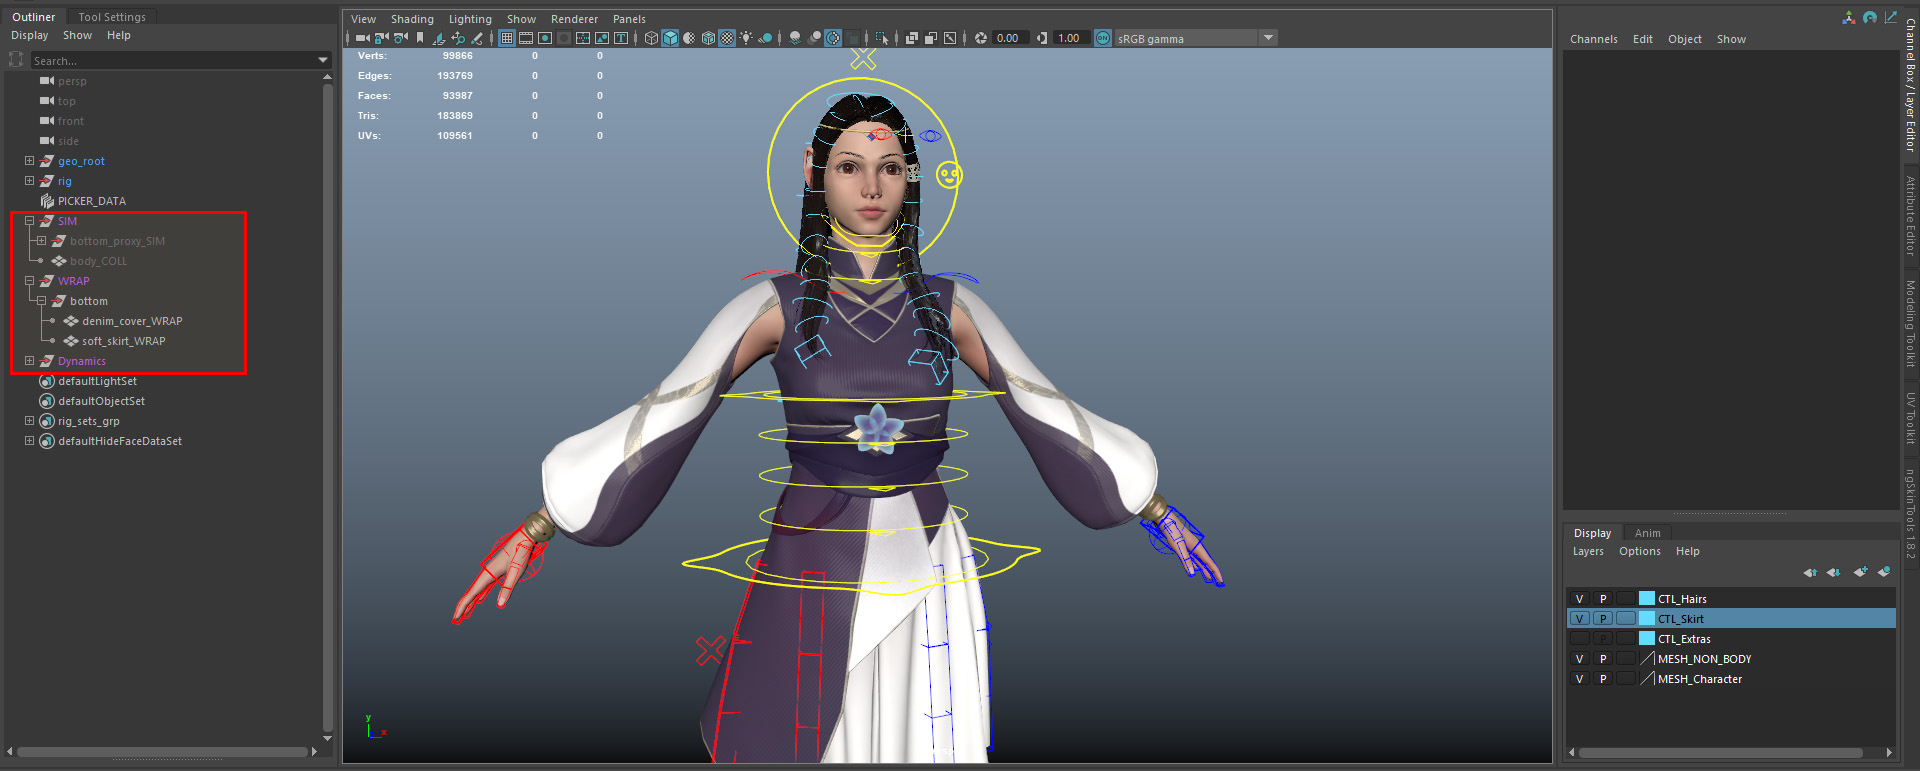 Outliner
Tool Settings
Display Show Help
Search...
persp
top
front
side
geo_root
rig
PICKER_DATA
SIM
bottom_proxy_SIM
body_COLL
WRAP
bottom
denim_cover_WRAP
soft_skirt_WRAP
Dynamics
defaultLightSet
defaultObjectSet
rig_sets_grp
defaultHideFaceDataSet
View Shading Lighting Show Renderer Panels
0.00 1.00 ON sRGB gamma
Verts: 99866 0 0
Edges: 193769 0 0
Faces: 93987 0 0
Tris: 183869 0 0
UVs: 109561 0 0
y
x
Channels Edit Object Show
Display Anim
Layers Options Help
V P CTL_Hairs
V P CTL_Skirt
P CTL_Extras
V P MESH_NON_BODY
V P MESH_Character
Channel Box / Layer Editor
Attribute Editor
Modeling Toolkit
UV Toolkit
ngSkinTools 1.8.2